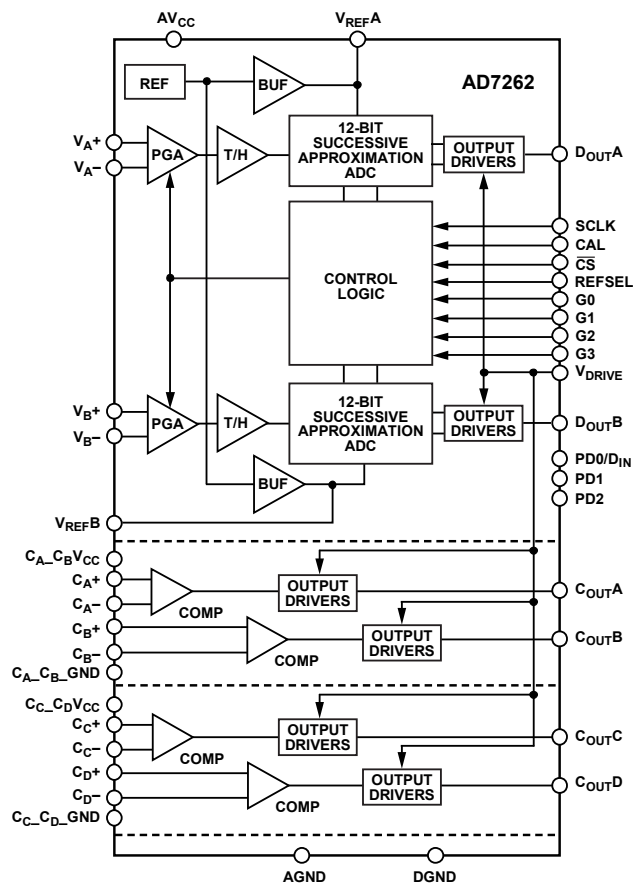 AVCC
VREFA
REF
BUF
AD7262
VA+
VA–
PGA
T/H
12-BIT
SUCCESSIVE
APPROXIMATION
ADC
OUTPUT
DRIVERS
DOUTA
SCLK
CAL
CS
REFSEL
G0
G1
G2
G3
VDRIVE
CONTROL
LOGIC
VB+
VB–
PGA
T/H
12-BIT
SUCCESSIVE
APPROXIMATION
ADC
OUTPUT
DRIVERS
DOUTB
PD0/DIN
PD1
PD2
BUF
VREFB
CA_CBVCC
CA+
CA–
COMP
OUTPUT
DRIVERS
COUTA
CB+
CB–
COMP
OUTPUT
DRIVERS
COUTB
CA_CB_GND
CC_CDVCC
CC+
CC–
COMP
OUTPUT
DRIVERS
COUTC
CD+
CD–
COMP
OUTPUT
DRIVERS
COUTD
CC_CD_GND
AGND
DGND